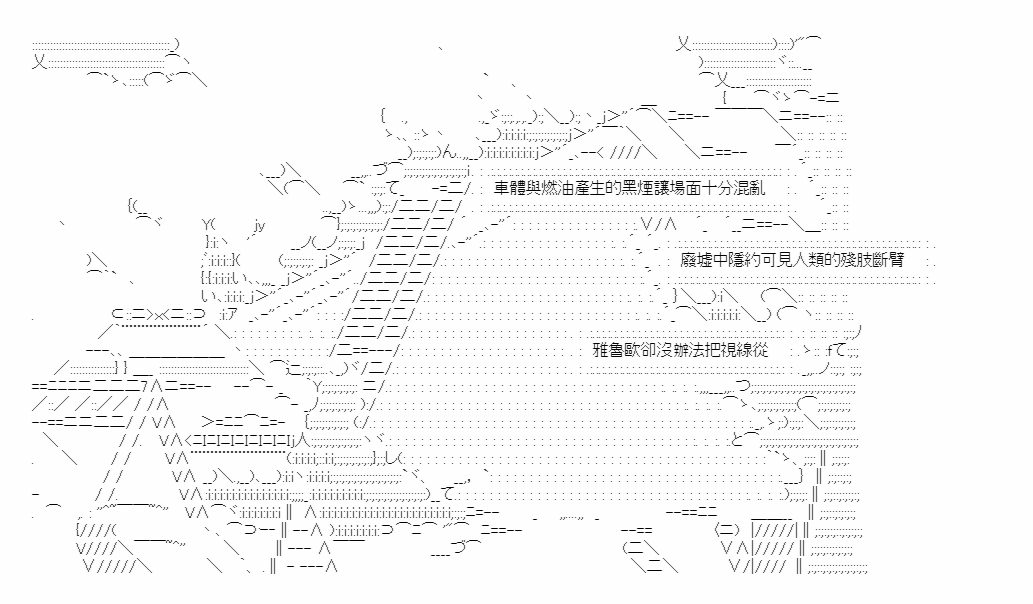 車體與燃油產生的黑煙讓場面十分混亂
廢墟中隱約可見人類的殘肢斷臂
雅魯歐卻沒辦法把視線從